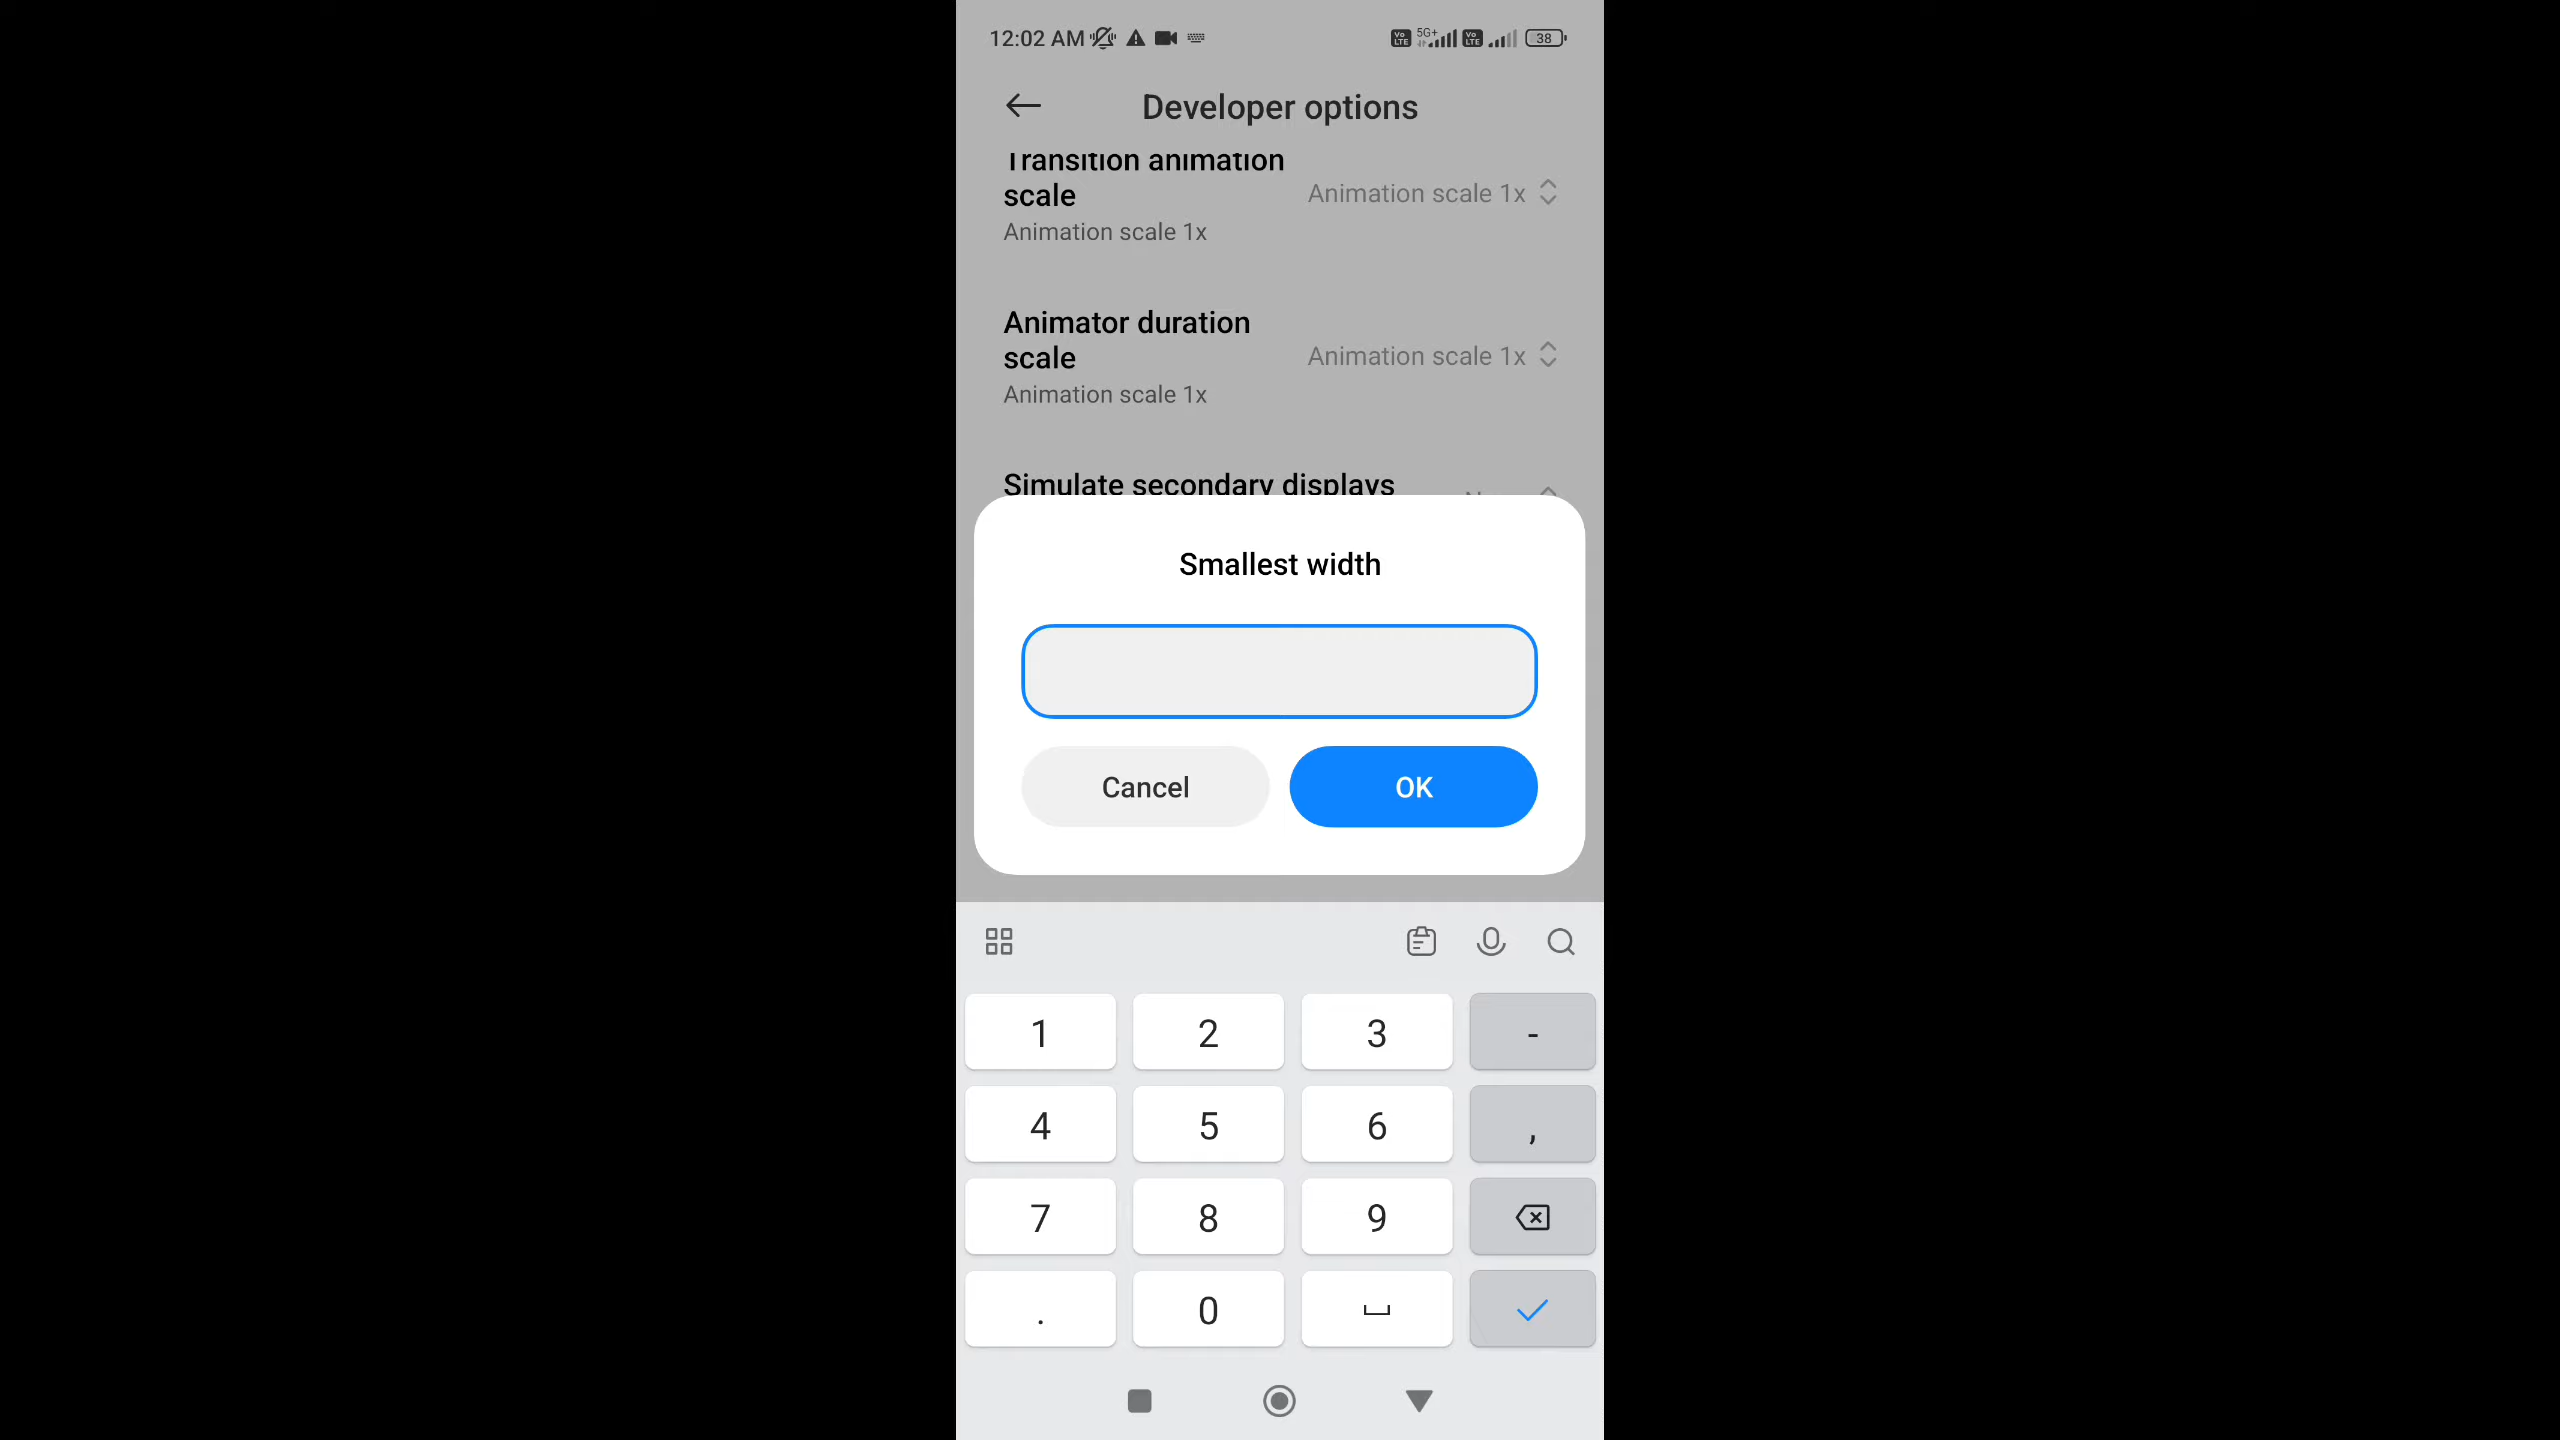 12:02 AM 5G+ 38
Developer options
Transition animation
scale
Animation scale 1x
Animation scale 1x
Animator duration
scale
Animation scale 1x
Animation scale 1x
Simulate secondary displays
Smallest width
Cancel
OK
1 2 3 -
4 5 6 ,
7 8 9
. 0